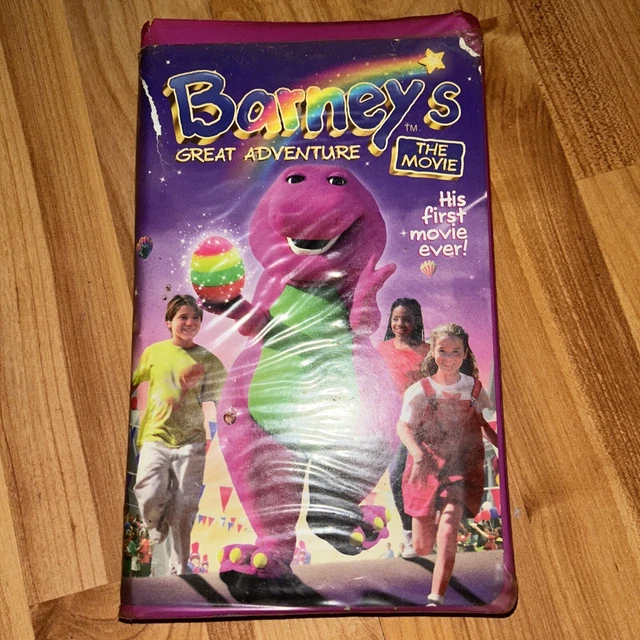 Barney's
™
GREAT ADVENTURE
THE
MOVIE
His
first
movie
ever!